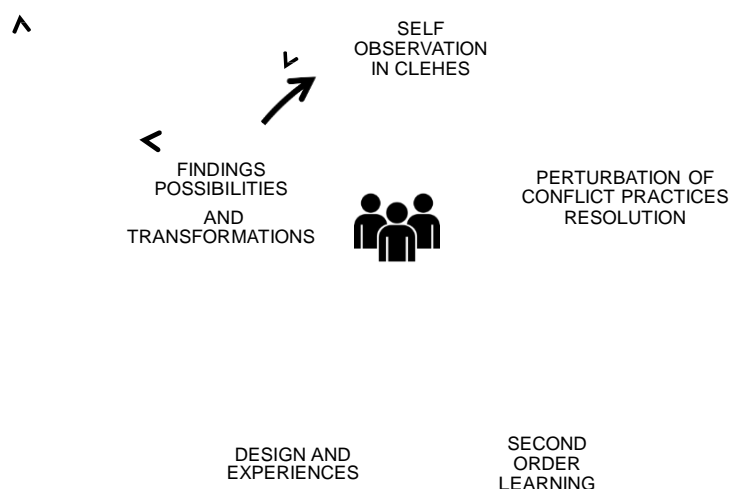 SELF
OBSERVATION
IN CLEHES
FINDINGS
POSSIBILITIES
AND
TRANSFORMATIONS
PERTURBATION OF
CONFLICT PRACTICES
RESOLUTION
DESIGN AND
EXPERIENCES
SECOND
ORDER
LEARNING